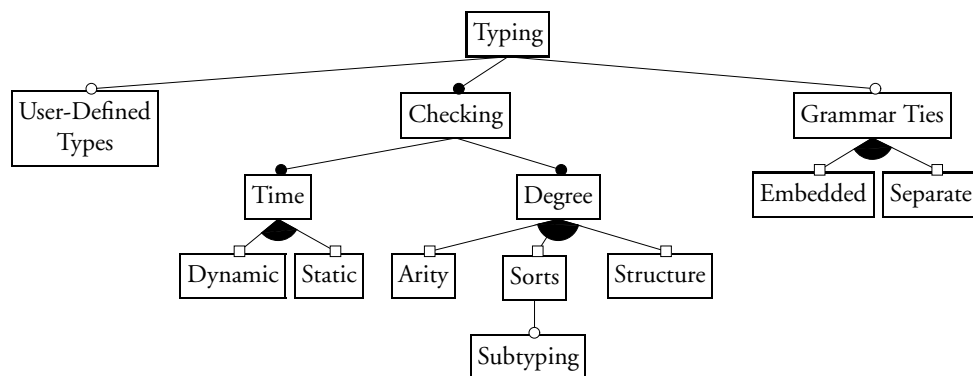 Typing
User-Defined
Types
Checking
Grammar Ties
Time
Degree
Embedded
Separate
Dynamic
Static
Arity
Sorts
Structure
Subtyping